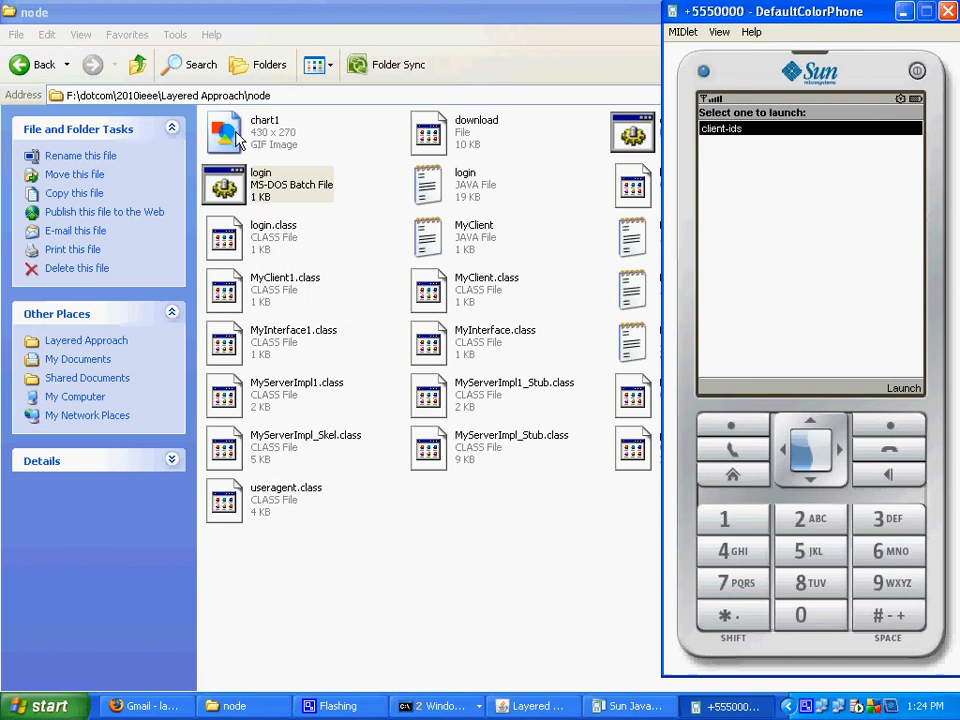 node
File Edit View Favorites Tools Help
Back Search Folders Folder Sync
Address F:\dotcom\2010ieee\Layered Approach\node
File and Folder Tasks
Rename this file
Move this file
Copy this file
Publish this file to the Web
E-mail this file
Print this file
Delete this file
Other Places
Layered Approach
My Documents
Shared Documents
My Computer
My Network Places
Details
chart1
430 x 270
GIF Image
download
File
10 KB
login
MS-DOS Batch File
1 KB
login
JAVA File
19 KB
login.class
CLASS File
1 KB
MyClient
JAVA File
1 KB
MyClient1.class
CLASS File
1 KB
MyClient.class
CLASS File
1 KB
MyInterface1.class
CLASS File
1 KB
MyInterface.class
CLASS File
1 KB
MyServerImpl1.class
CLASS File
2 KB
MyServerImpl1_Stub.class
CLASS File
2 KB
MyServerImpl_Skel.class
CLASS File
5 KB
MyServerImpl_Stub.class
CLASS File
9 KB
useragent.class
CLASS File
4 KB
+5550000 - DefaultColorPhone
MIDlet View Help
Sun
microsystems
Select one to launch:
client-ids
Launch
1 2 ABC 3 DEF
4 GHI 5 JKL 6 MNO
7 PQRS 8 TUV 9 WXYZ
* . 0 # - +
SHIFT SPACE
start Gmail - la... node Flashing 2 Windo... Layered ... Sun Java... +555000... 1:24 PM